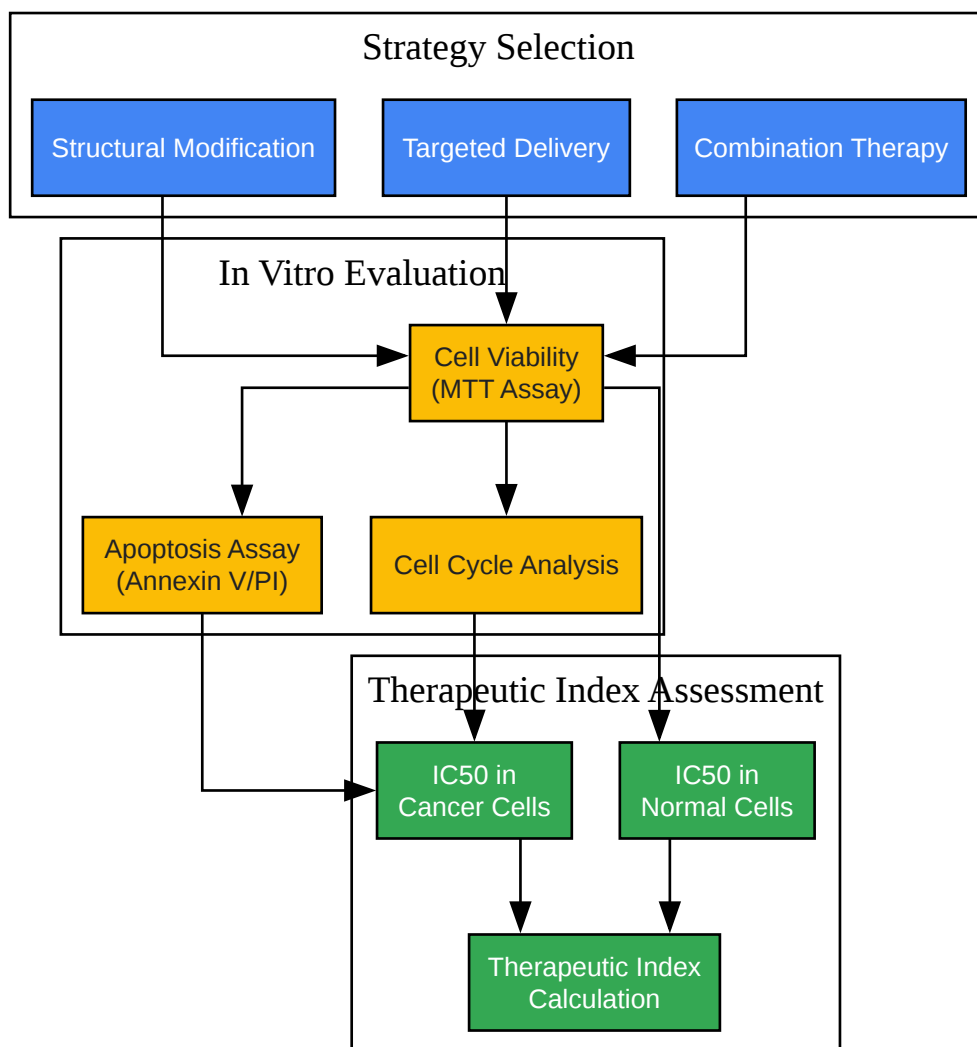 Strategy Selection
Structural Modification
Targeted Delivery
Combination Therapy
In Vitro Evaluation
Cell Viability
(MTT Assay)
Apoptosis Assay
(Annexin V/PI)
Cell Cycle Analysis
Therapeutic Index Assessment
IC50 in
Cancer Cells
IC50 in
Normal Cells
Therapeutic Index
Calculation